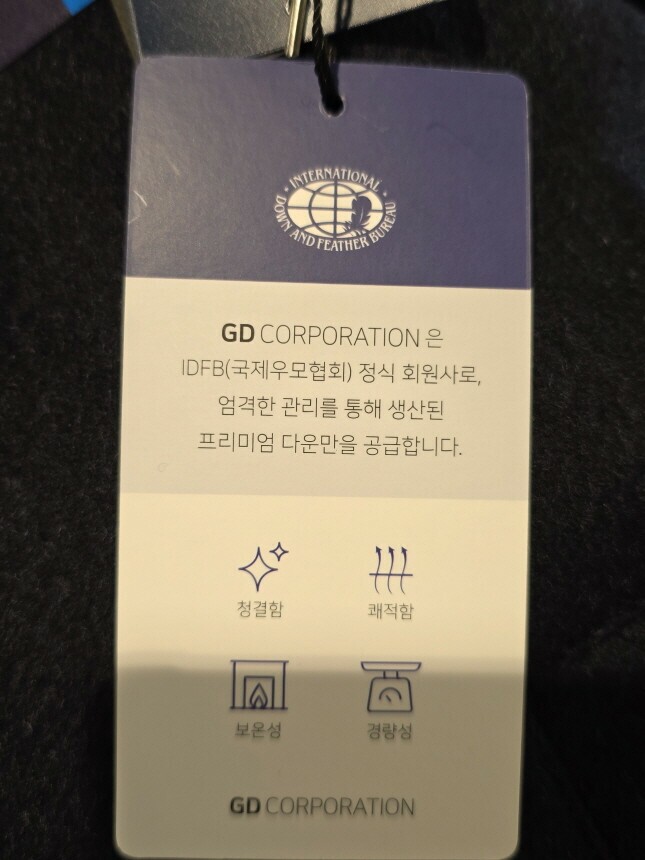 INTERNATIONAL
DOWN AND FEATHER BUREAU
GD CORPORATION 은
IDFB(국제우모협회) 정식 회원사로,
엄격한 관리를 통해 생산된
프리미엄 다운만을 공급합니다.
청결함 쾌적함
보온성 경량성
GD CORPORATION